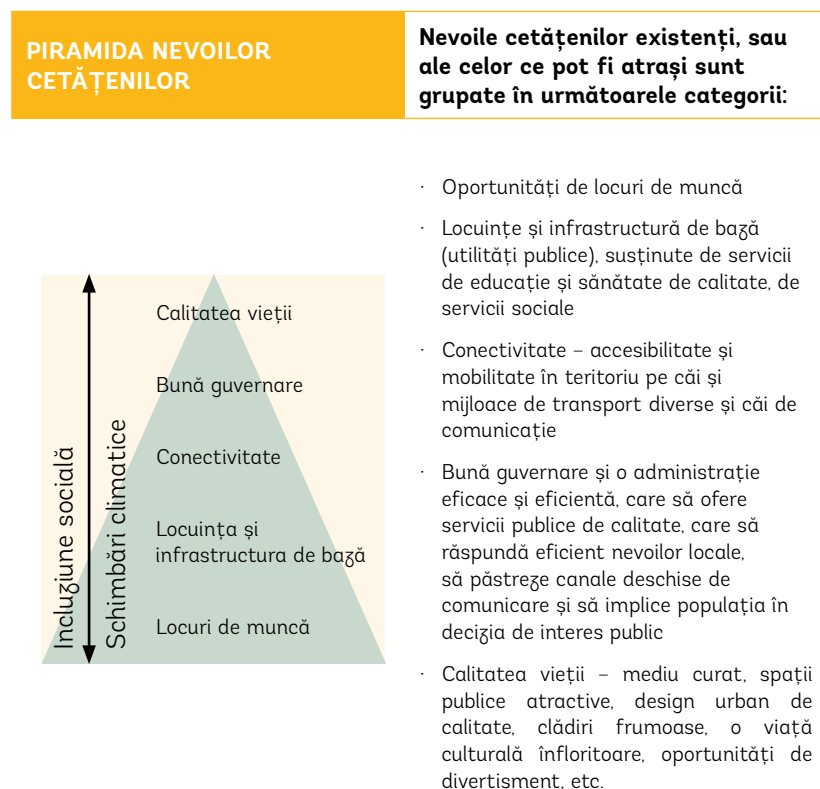 PIRAMIDA NEVOILOR
CETĂȚENILOR
Nevoile cetățenilor existenți, sau
ale celor ce pot fi atrași sunt
grupate în următoarele categorii:
Incluziune socială
Schimbări climatice
Calitatea vieții
Bună guvernare
Conectivitate
Locuința și
infrastructura de bază
Locuri de muncă
· Oportunități de locuri de muncă
· Locuințe și infrastructură de bază
(utilități publice), susținute de servicii
de educație și sănătate de calitate, de
servicii sociale
· Conectivitate – accesibilitate și
mobilitate în teritoriu pe căi și
mijloace de transport diverse și căi de
comunicație
· Bună guvernare și o administrație
eficace și eficientă, care să ofere
servicii publice de calitate, care să
răspundă eficient nevoilor locale,
să păstreze canale deschise de
comunicare și să implice populația în
decizia de interes public
· Calitatea vieții – mediu curat, spații
publice atractive, design urban de
calitate, clădiri frumoase, o viață
culturală înfloritoare, oportunități de
divertisment, etc.